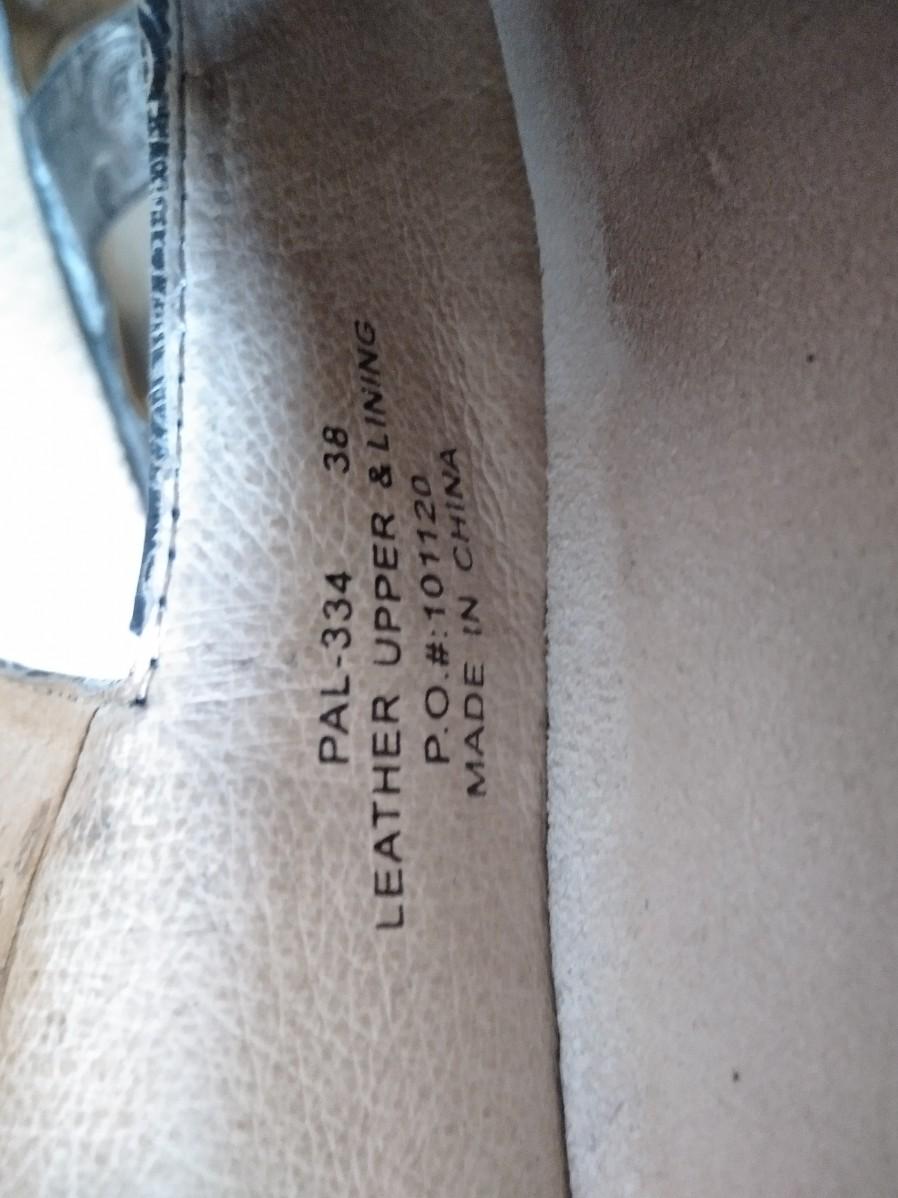 PAL-334 38
LEATHER UPPER & LINING
P.O.#:101120
MADE IN CHINA